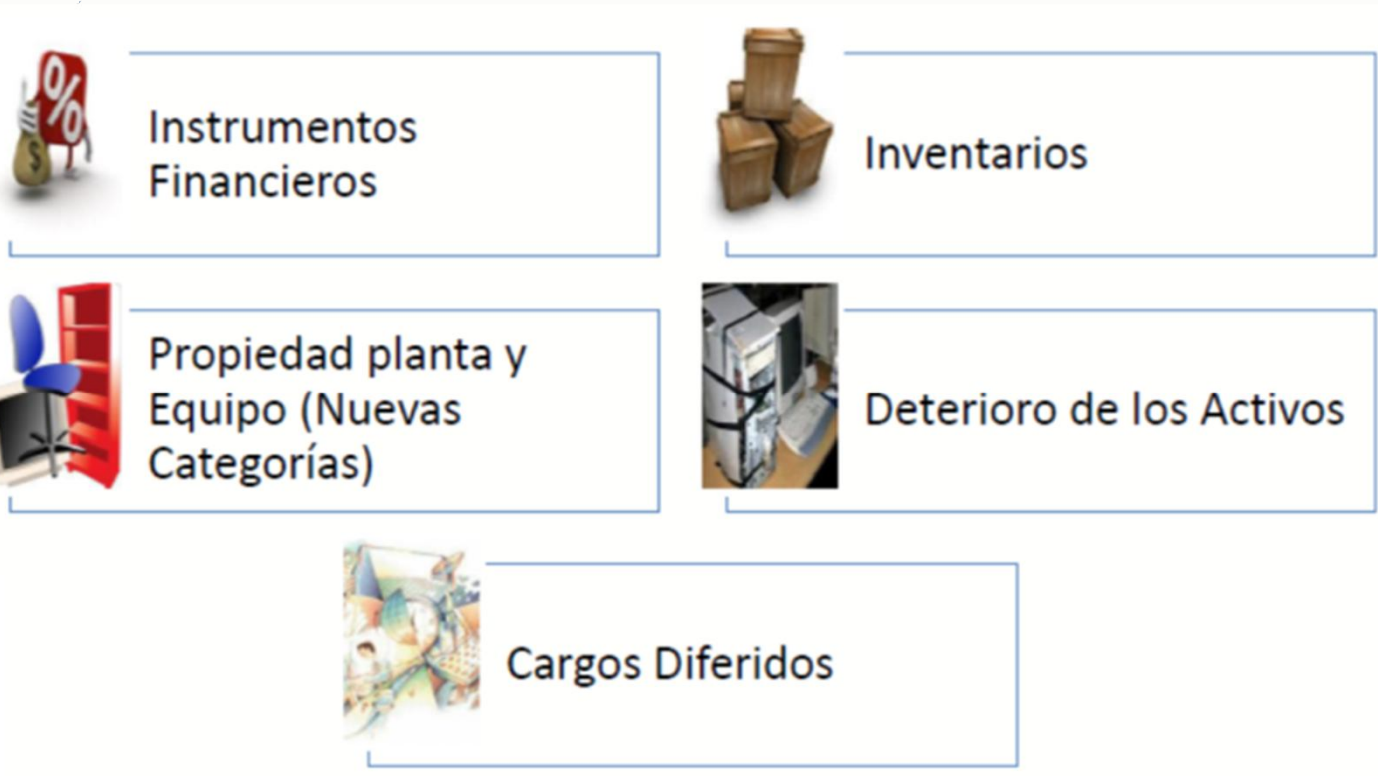 Instrumentos
Financieros
Inventarios
Propiedad planta y
Equipo (Nuevas
Categorías)
Deterioro de los Activos
Cargos Diferidos